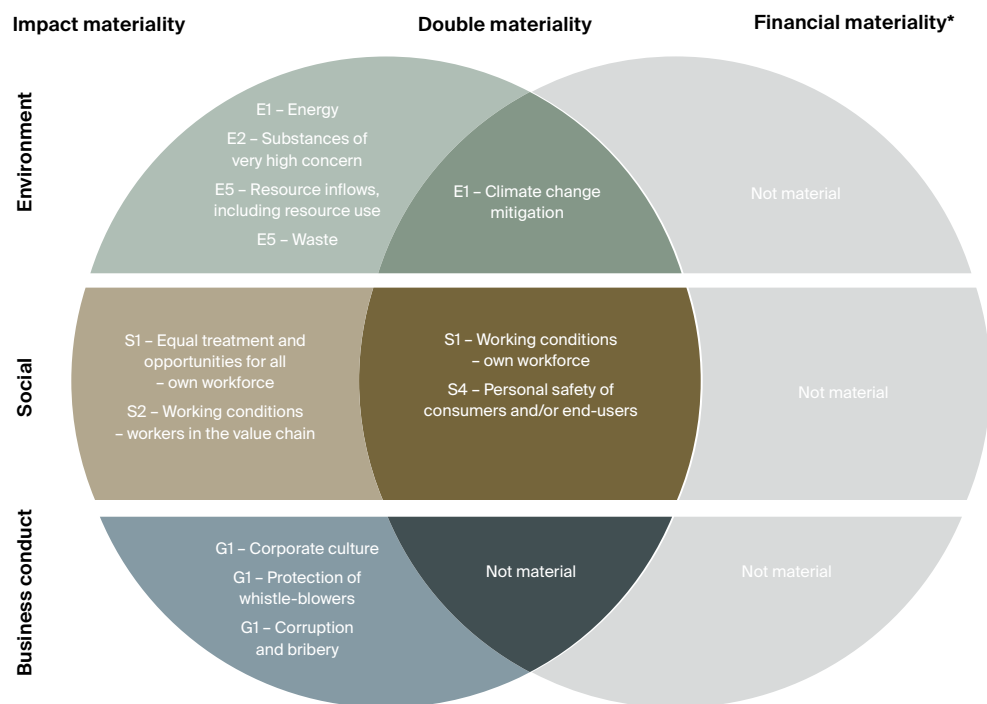 Impact materiality
Double materiality
Financial materiality*
Environment
E1 – Energy
E2 – Substances of
very high concern
E5 – Resource inflows,
including resource use
E5 – Waste
E1 – Climate change
mitigation
Not material
Social
S1 – Equal treatment and
opportunities for all
– own workforce
S2 – Working conditions
– workers in the value chain
S1 – Working conditions
– own workforce
S4 – Personal safety of
consumers and/or end-users
Not material
Business conduct
G1 – Corporate culture
G1 – Protection of
whistle-blowers
G1 – Corruption
and bribery
Not material
Not material